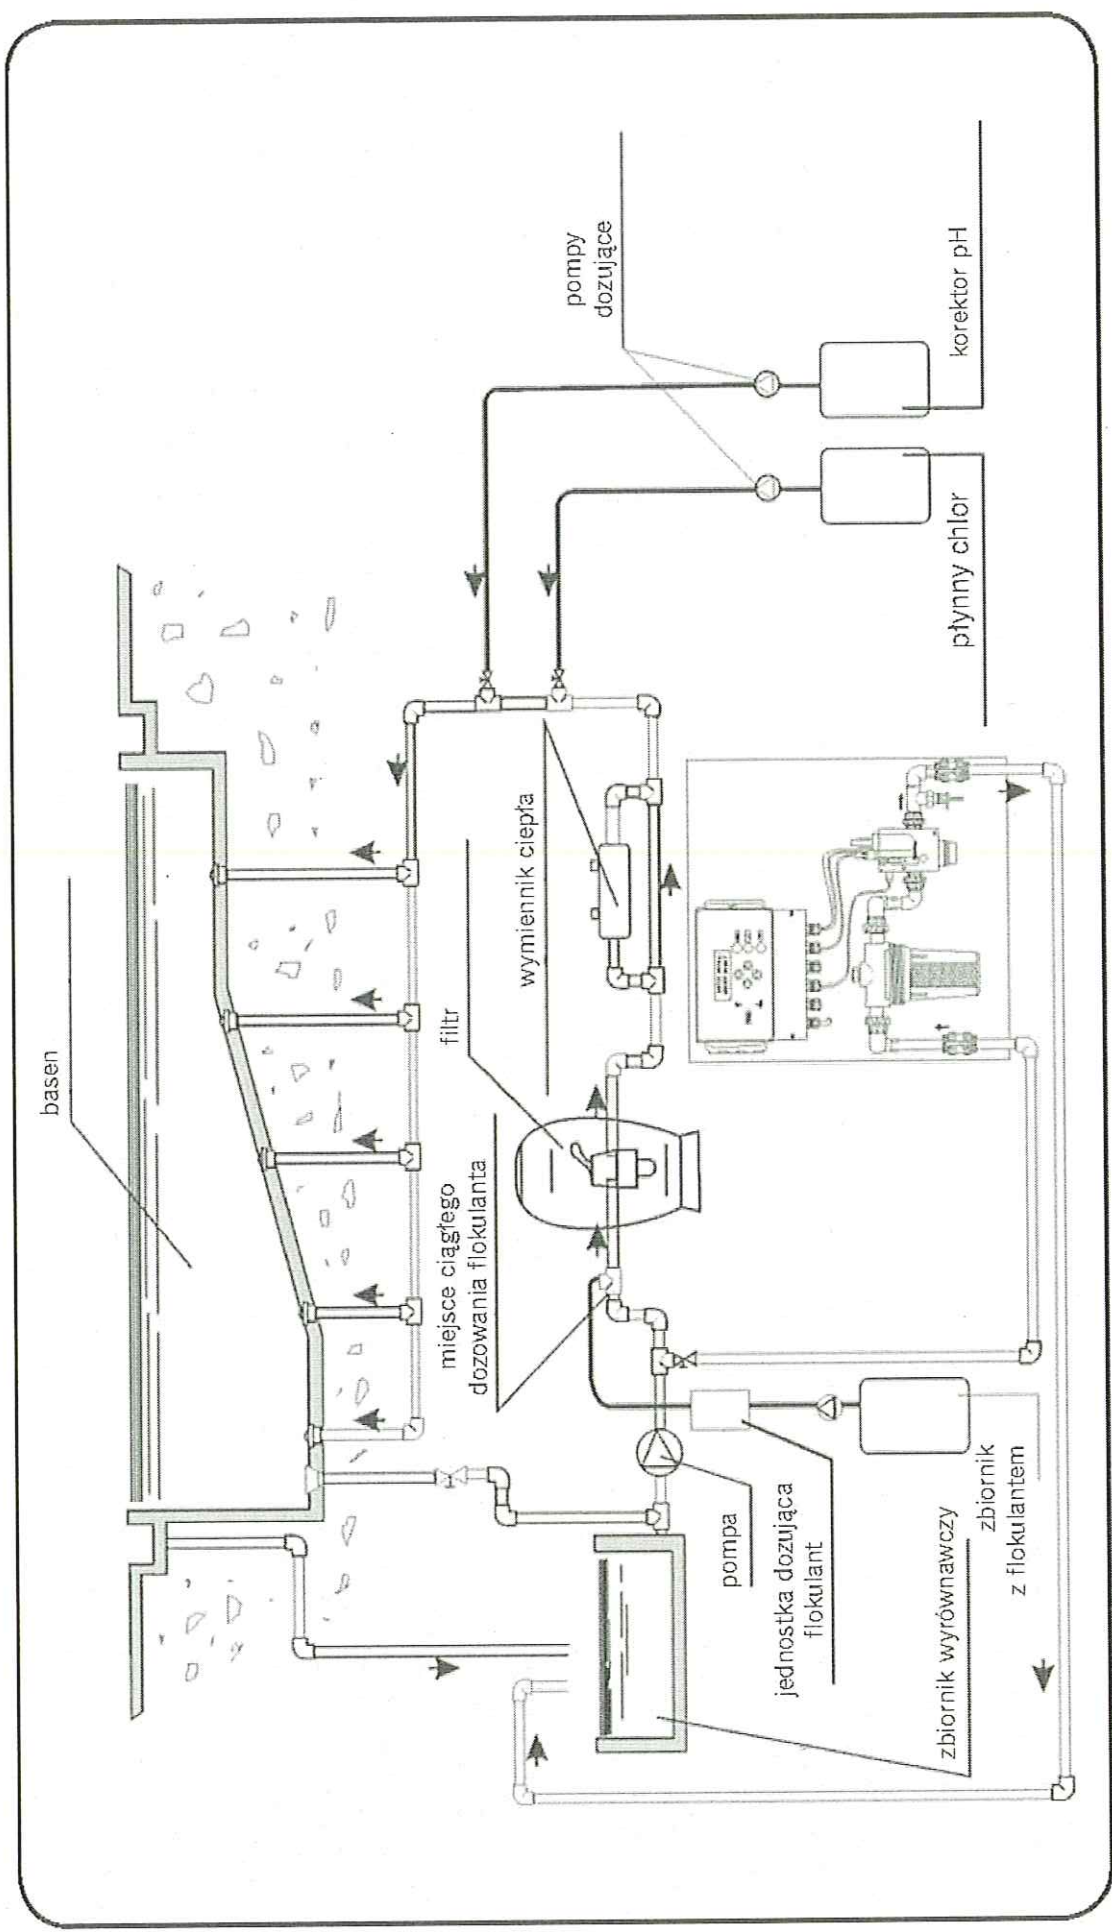 basen
filtr
wymiennik ciepła
miejsce ciągłego
dozowania flokulanta
pompy
dozujące
korektor pH
płynny chlor
pompa
jednostka dozująca
flokulant
zbiornik wyrównawczy
zbiornik
z flokulantem